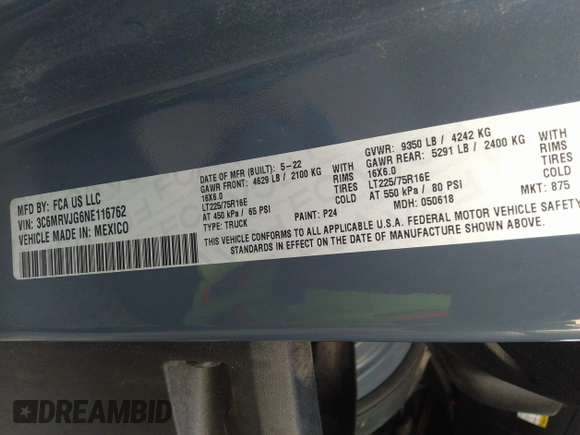 MFD BY: FCA US LLC
VIN: 3C6MRVJG6NE116762
VEHICLE MADE IN: MEXICO
DATE OF MFR (BUILT): 5-22
GAWR FRONT: 4629 LB / 2100 KG WITH
16X6.0 RIMS
LT225/75R16E TIRES
AT 450 kPa / 65 PSI COLD
TYPE: TRUCK PAINT: P24
GVWR: 9350 LB / 4242 KG
GAWR REAR: 5291 LB / 2400 KG WITH
16X6.0 RIMS
LT225/75R16E TIRES
AT 550 kPa / 80 PSI COLD
MDH: 050618 MKT: 875
THIS VEHICLE CONFORMS TO ALL APPLICABLE U.S.A. FEDERAL MOTOR VEHICLE
SAFETY STANDARDS IN EFFECT ON THE DATE OF MANUFACTURE SHOWN ABOVE.
DREAMBID